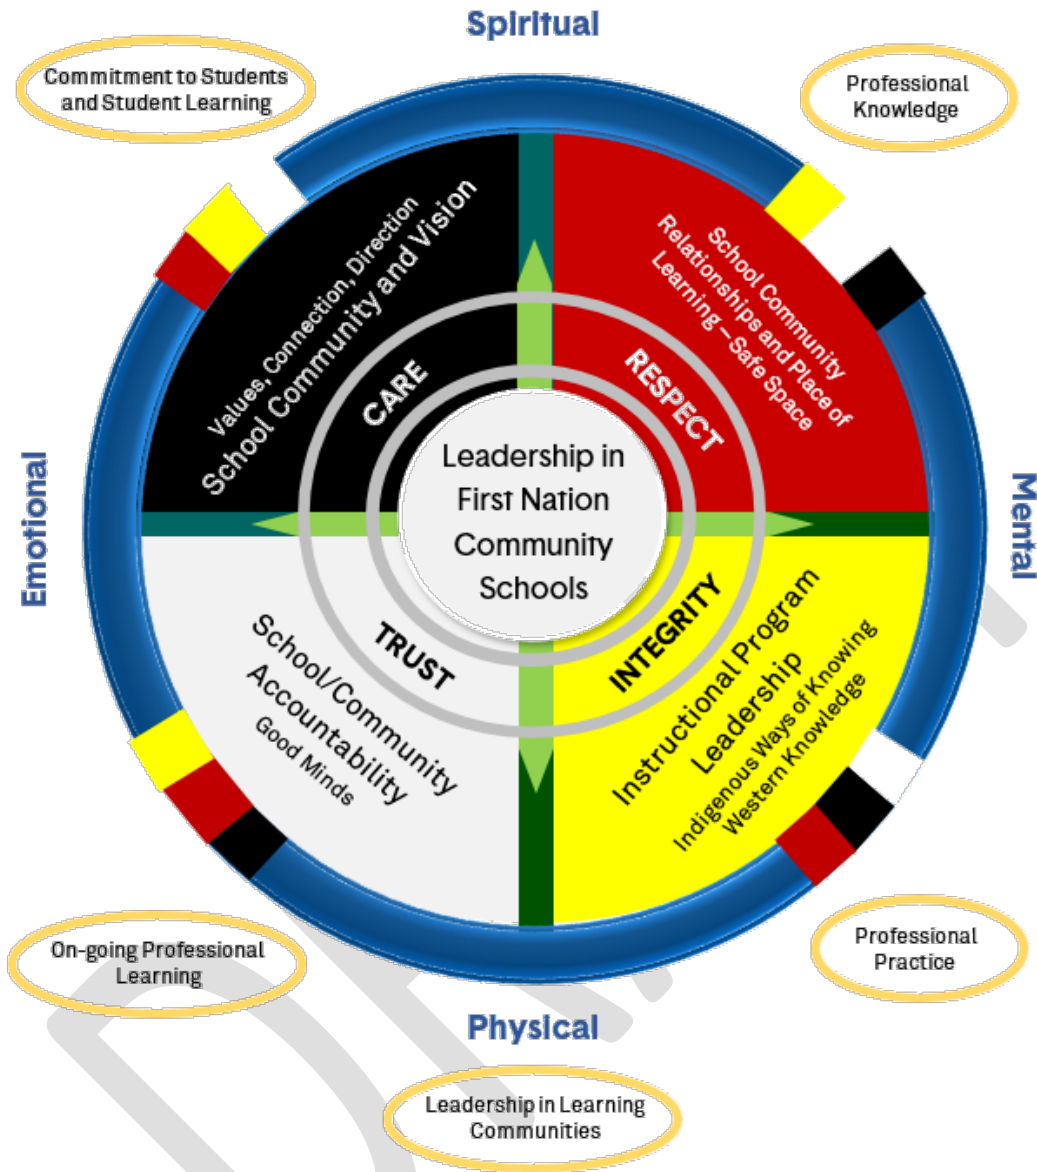 Spiritual
Commitment to Students
and Student Learning
Professional
Knowledge
Values, Connection, Direction
School Community and Vision
CARE
School Community
Relationships and Place of
Learning – Safe Space
RESPECT
Emotional
Leadership in
First Nation
Community
Schools
Mental
TRUST
School/Community
Accountability
Good Minds
INTEGRITY
Instructional Program
Leadership
Indigenous Ways of Knowing
Western Knowledge
On-going Professional
Learning
Professional
Practice
Physical
Leadership in Learning
Communities